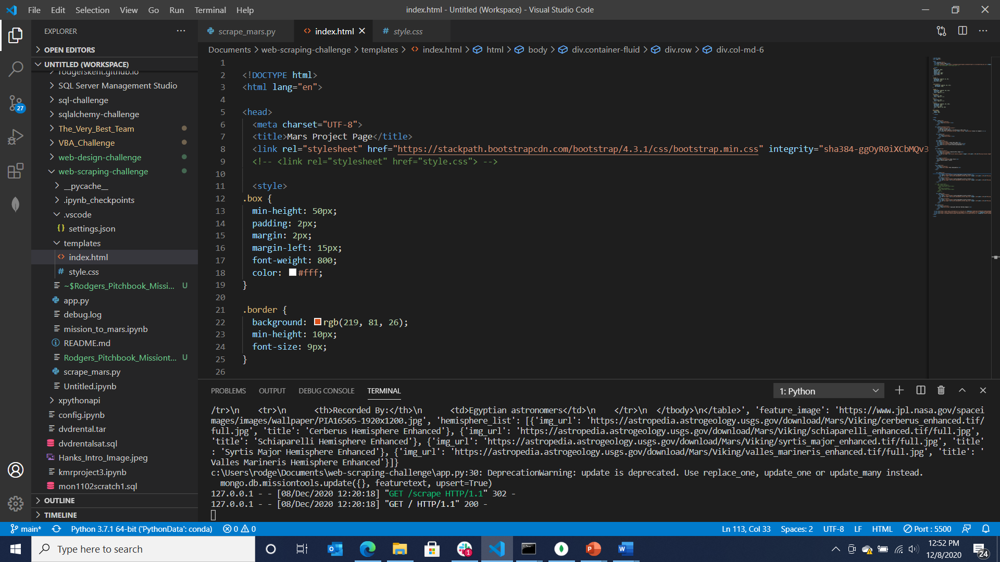 File Edit Selection View Go Run Terminal Help
index.html - Untitled (Workspace) - Visual Studio Code
EXPLORER
OPEN EDITORS
UNTITLED (WORKSPACE)
rodgerskent.github.io
SQL Server Management Studio
sql-challenge
sqlalchemy-challenge
The_Very_Best_Team
VBA_Challenge
web-design-challenge
web-scraping-challenge
__pycache__
.ipynb_checkpoints
.vscode
{} settings.json
templates
<> index.html
# style.css
~$Rodgers_Pitchbook_Missi... U
app.py
debug.log
mission_to_mars.ipynb
README.md
Rodgers_Pitchbook_Missiont... U
scrape_mars.py
Untitled.ipynb
xpythonapi
config.ipynb
dvdrental.tar
dvdrentalsat.sql
Hanks_Intro_Image.jpeg
kmrproject3.ipynb
mon1102scratch1.sql
OUTLINE
TIMELINE
27
scrape_mars.py
<> index.html
# style.css
Documents > web-scraping-challenge > templates > <> index.html > html > body > div.container-fluid > div.row > div.col-md-6
1
2 <!DOCTYPE html>
3 <html lang="en">
4
5 <head>
6 <meta charset="UTF-8">
7 <title>Mars Project Page</title>
8 <link rel="stylesheet" href="https://stackpath.bootstrapcdn.com/bootstrap/4.3.1/css/bootstrap.min.css" integrity="sha384-ggOyR0iXCbMQv3
9 <!-- <link rel="stylesheet" href="style.css"> -->
10
11 <style>
12 .box {
13 min-height: 50px;
14 padding: 2px;
15 margin: 2px;
16 margin-left: 15px;
17 font-weight: 800;
18 color: #fff;
19 }
20
21 .border {
22 background: rgb(219, 81, 26);
23 min-height: 10px;
24 font-size: 9px;
25 }
26
PROBLEMS OUTPUT DEBUG CONSOLE TERMINAL
1: Python
/tr>\n <tr>\n <th>Recorded By:</th>\n <td>Egyptian astronomers</td>\n </tr>\n </tbody>\n</table>', 'feature_image': 'https://www.jpl.nasa.gov/spacei
mages/images/wallpaper/PIA16565-1920x1200.jpg', 'hemisphere_list': [{'img_url': 'https://astropedia.astrogeology.usgs.gov/download/Mars/Viking/cerberus_enhanced.tif/
full.jpg', 'title': 'Cerberus Hemisphere Enhanced'}, {'img_url': 'https://astropedia.astrogeology.usgs.gov/download/Mars/Viking/schiaparelli_enhanced.tif/full.jpg',
'title': 'Schiaparelli Hemisphere Enhanced'}, {'img_url': 'https://astropedia.astrogeology.usgs.gov/download/Mars/Viking/syrtis_major_enhanced.tif/full.jpg', 'title'
: 'Syrtis Major Hemisphere Enhanced'}, {'img_url': 'https://astropedia.astrogeology.usgs.gov/download/Mars/Viking/valles_marineris_enhanced.tif/full.jpg', 'title': '
Valles Marineris Hemisphere Enhanced'}]}
c:\Users\rodge\Documents\web-scraping-challenge\app.py:30: DeprecationWarning: update is deprecated. Use replace_one, update_one or update_many instead.
mongo.db.missiontools.update({}, featuretext, upsert=True)
127.0.0.1 - - [08/Dec/2020 12:20:18] "GET /scrape HTTP/1.1" 302 -
127.0.0.1 - - [08/Dec/2020 12:20:18] "GET / HTTP/1.1" 200 -
main* Python 3.7.1 64-bit ('PythonData': conda) 0 0
Ln 113, Col 33 Spaces: 2 UTF-8 LF HTML Port : 5500
Type here to search
1
12:52 PM
12/8/2020
24